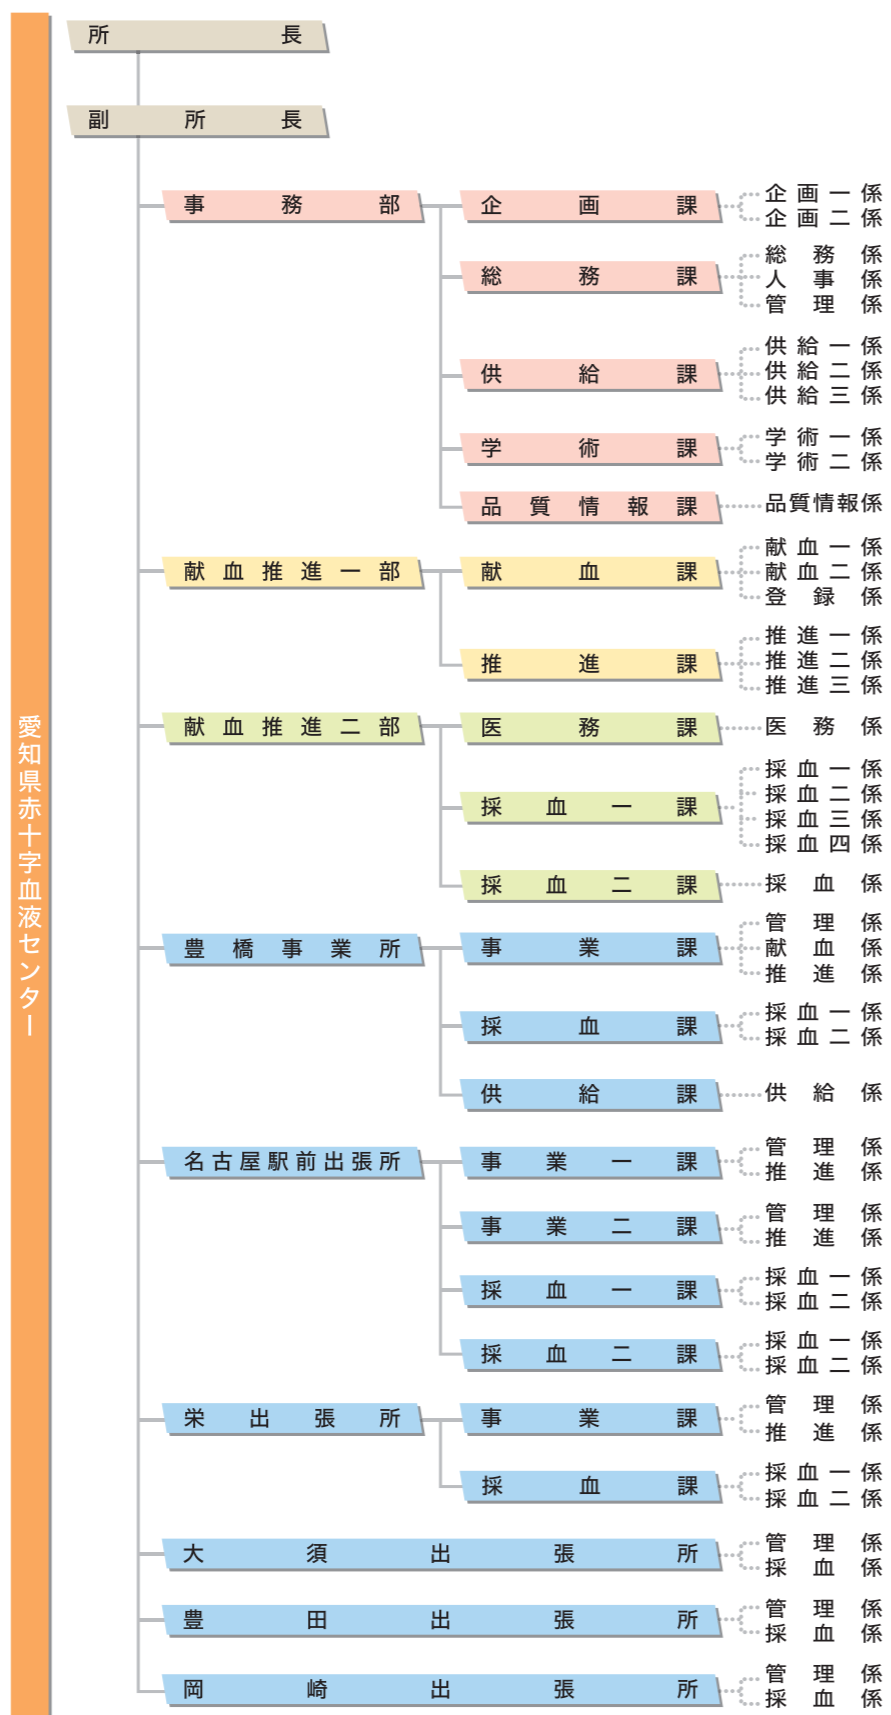 愛知県赤十字血液センター
所長
副所長
事務部
企画課
企画一係
企画二係
総務課
総務係
人事係
管理係
供給課
供給一係
供給二係
供給三係
学術課
学術一係
学術二係
品質情報課
品質情報係
献血推進一部
献血課
献血一係
献血二係
登録係
推進課
推進一係
推進二係
推進三係
献血推進二部
医務課
医務係
採血一課
採血一係
採血二係
採血三係
採血四係
採血二課
採血係
豊橋事業所
事業課
管理係
献血係
推進係
採血課
採血一係
採血二係
供給課
供給係
名古屋駅前出張所
事業一課
管理係
推進係
事業二課
管理係
推進係
採血一課
採血一係
採血二係
採血二課
採血一係
採血二係
栄出張所
事業課
管理係
推進係
採血課
採血一係
採血二係
大須出張所
管理係
採血係
豊田出張所
管理係
採血係
岡崎出張所
管理係
採血係